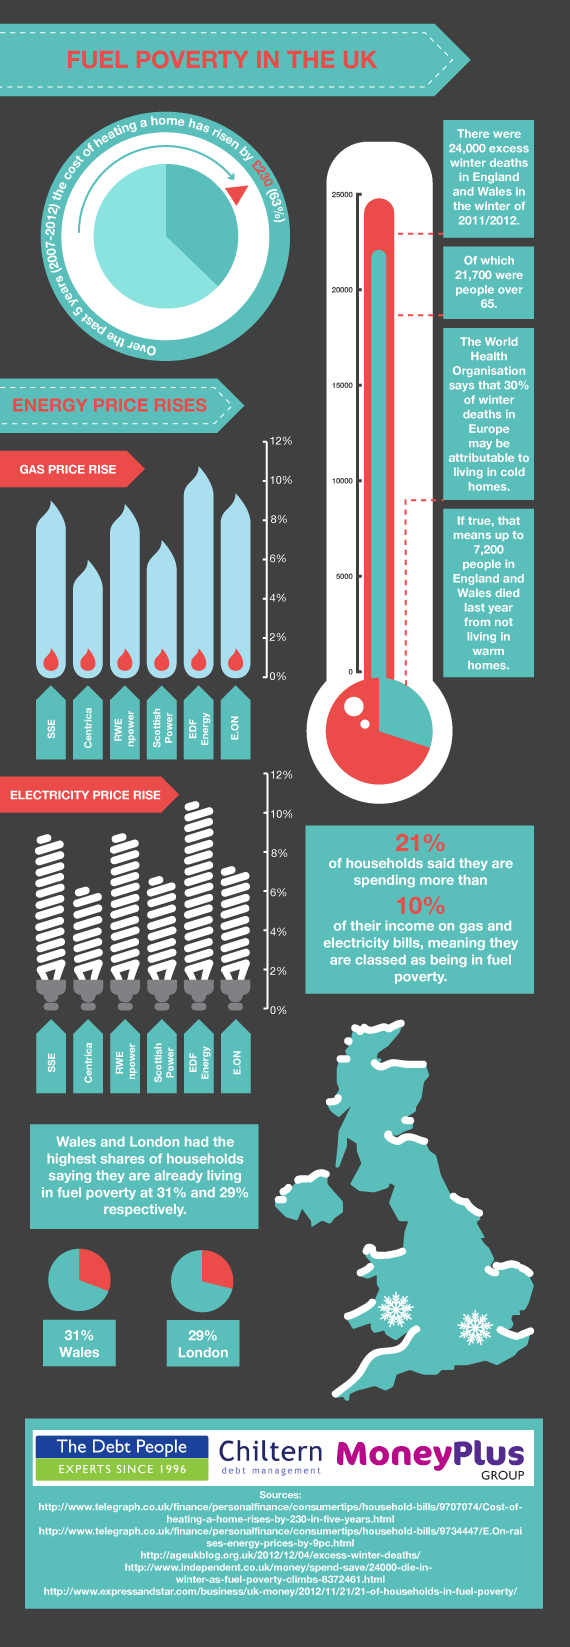 FUEL POVERTY IN THE UK
Over the past 5 years (2007-2012) the cost of heating a home has risen by £230 (63%)
There were
24,000 excess
winter deaths
in England
and Wales in
the winter of
2011/2012.
Of which
21,700 were
people over
65.
The World
Health
Organisation
says that 30%
of winter
deaths in
Europe
may be
attributable to
living in cold
homes.
If true, that
means up to
7,200
people in
England and
Wales died
last year
from not
living in
warm
homes.
25000
20000
15000
10000
5000
0
ENERGY PRICE RISES
GAS PRICE RISE
12%
10%
8%
6%
4%
2%
0%
SSE
Centrica
RWE
npower
Scottish
Power
EDF
Energy
E.ON
ELECTRICITY PRICE RISE
12%
10%
8%
6%
4%
2%
0%
SSE
Centrica
RWE
npower
Scottish
Power
EDF
Energy
E.ON
21%
of households said they are
spending more than
10%
of their income on gas and
electricity bills, meaning they
are classed as being in fuel
poverty.
Wales and London had the
highest shares of households
saying they are already living
in fuel poverty at 31% and 29%
respectively.
31%
Wales
29%
London
The Debt People
EXPERTS SINCE 1996
Chiltern
debt management
MoneyPlus
GROUP
Sources:
http://www.telegraph.co.uk/finance/personalfinance/consumertips/household-bills/9707074/Cost-of-
heating-a-home-rises-by-230-in-five-years.html
http://www.telegraph.co.uk/finance/personalfinance/consumertips/household-bills/9734447/E.On-rai
ses-energy-prices-by-9pc.html
http://ageukblog.org.uk/2012/12/04/excess-winter-deaths/
http://www.independent.co.uk/money/spend-save/24000-die-in-
winter-as-fuel-poverty-climbs-8372461.html
http://www.expressandstar.com/business/uk-money/2012/11/21/21-of-households-in-fuel-poverty/